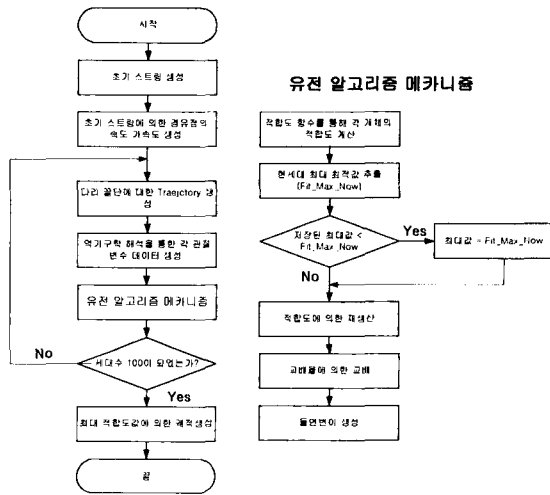 시작
초기 스트링 생성
초기 스트링에 의한 경유점의
속도 가속도 생성
다리 끝단에 대한 Traejctory 생
성
역기구학 해석을 통한 각 관절
변수 데이터 생성
유전 알고리즘 메카니즘
No
세대수 100이 되었는가?
Yes
최대 적합도값에 의한 궤적생성
끝
유전 알고리즘 메카니즘
적합도 함수를 통해 각 개체의
적합도 계산
현세대 최대 최적값 추출
(Fit_Max_Now)
저장된 최대값 <
Fit_Max_Now
Yes
최대값 = Fit_Max_Now
No
적합도에 의한 재생산
교배율에 의한 교배
돌연변이 생성